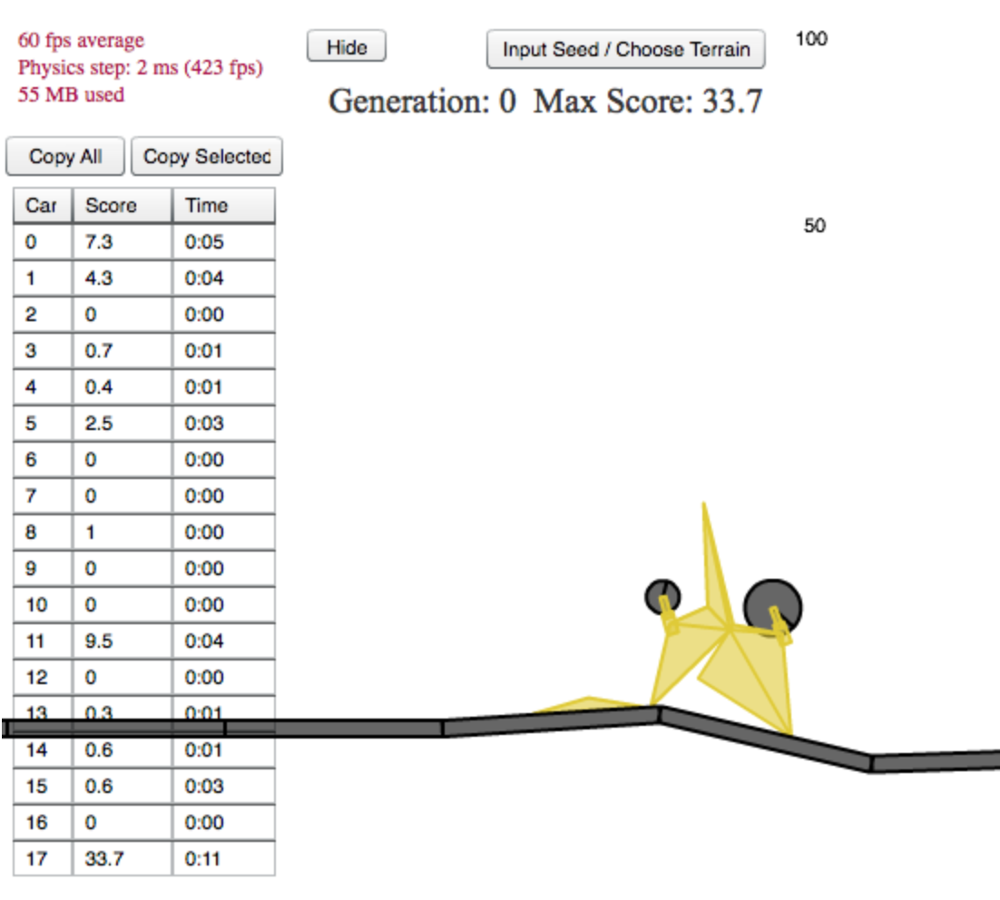 60 fps average
Physics step: 2 ms (423 fps)
55 MB used
Hide
Input Seed / Choose Terrain
100
Generation: 0 Max Score: 33.7
Copy All Copy Selected
Car Score Time
50
0 7.3 0:05
1 4.3 0:04
2 0 0:00
3 0.7 0:01
4 0.4 0:01
5 2.5 0:03
6 0 0:00
7 0 0:00
8 1 0:00
9 0 0:00
10 0 0:00
11 9.5 0:04
12 0 0:00
13 0.3 0:01
14 0.6 0:01
15 0.6 0:03
16 0 0:00
17 33.7 0:11